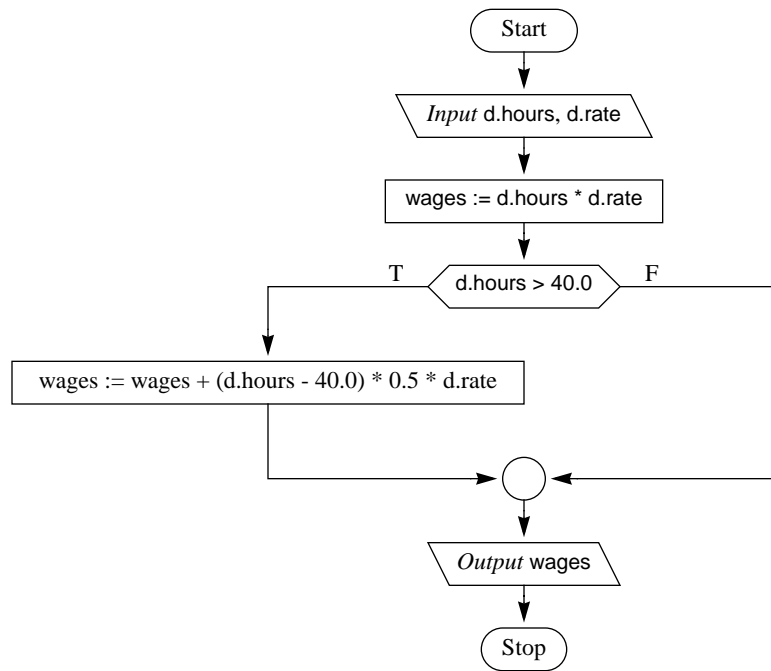 Start
Input d.hours, d.rate
wages := d.hours * d.rate
T
d.hours > 40.0
F
wages := wages + (d.hours - 40.0) * 0.5 * d.rate
Output wages
Stop